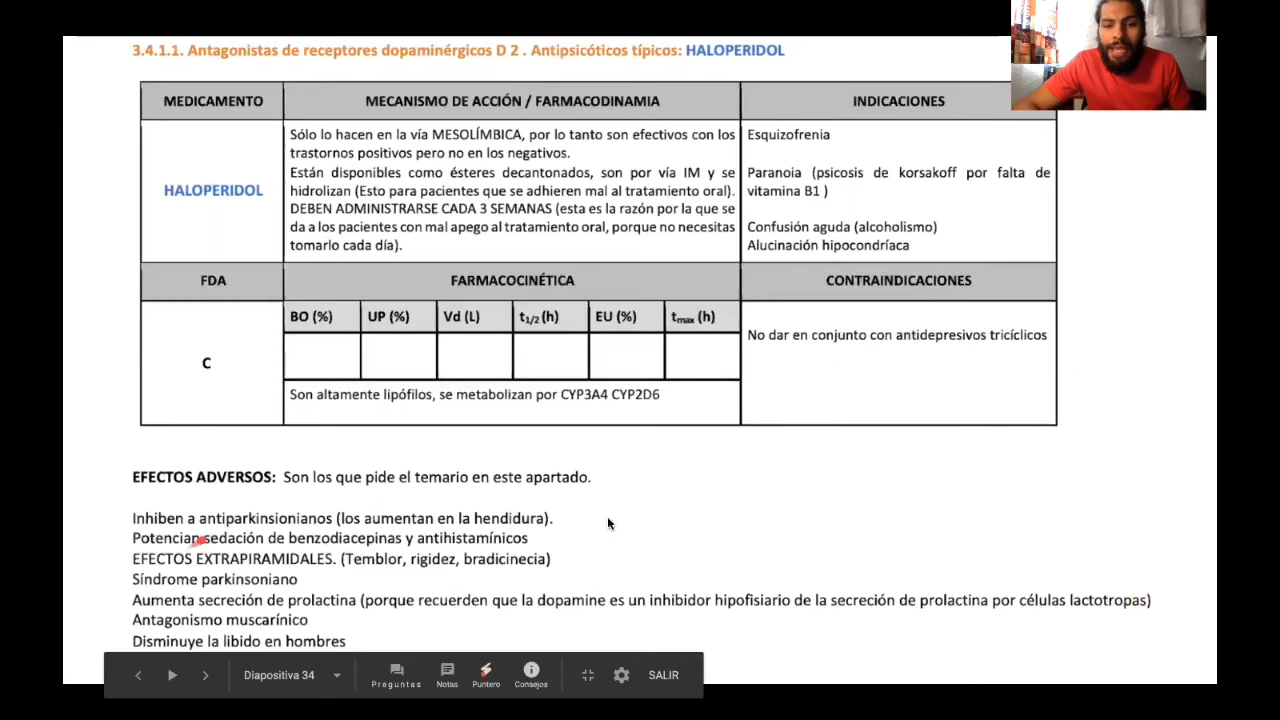 3.4.1.1. Antagonistas de receptores dopaminérgicos D 2 . Antipsicóticos típicos: HALOPERIDOL
MEDICAMENTO
MECANISMO DE ACCIÓN / FARMACODINAMIA
INDICACIONES
HALOPERIDOL
Sólo lo hacen en la vía MESOLÍMBICA, por lo tanto son efectivos con los
trastornos positivos pero no en los negativos.
Están disponibles como ésteres decantonados, son por vía IM y se
hidrolizan (Esto para pacientes que se adhieren mal al tratamiento oral).
DEBEN ADMINISTRARSE CADA 3 SEMANAS (esta es la razón por la que se
da a los pacientes con mal apego al tratamiento oral, porque no necesitas
tomarlo cada día).
Esquizofrenia
Paranoia (psicosis de korsakoff por falta de
vitamina B1 )
Confusión aguda (alcoholismo)
Alucinación hipocondríaca
FDA
FARMACOCINÉTICA
CONTRAINDICACIONES
C
BO (%)
UP (%)
Vd (L)
t1/2 (h)
EU (%)
tmax (h)
Son altamente lipófilos, se metabolizan por CYP3A4 CYP2D6
No dar en conjunto con antidepresivos tricíclicos
EFECTOS ADVERSOS: Son los que pide el temario en este apartado.
Inhiben a antiparkinsionianos (los aumentan en la hendidura).
Potencian sedación de benzodiacepinas y antihistamínicos
EFECTOS EXTRAPIRAMIDALES. (Temblor, rigidez, bradicinecia)
Síndrome parkinsoniano
Aumenta secreción de prolactina (porque recuerden que la dopamine es un inhibidor hipofisiario de la secreción de prolactina por células lactotropas)
Antagonismo muscarínico
Disminuye la libido en hombres
Diapositiva 34
Preguntas
Notas
Puntero
Consejos
SALIR